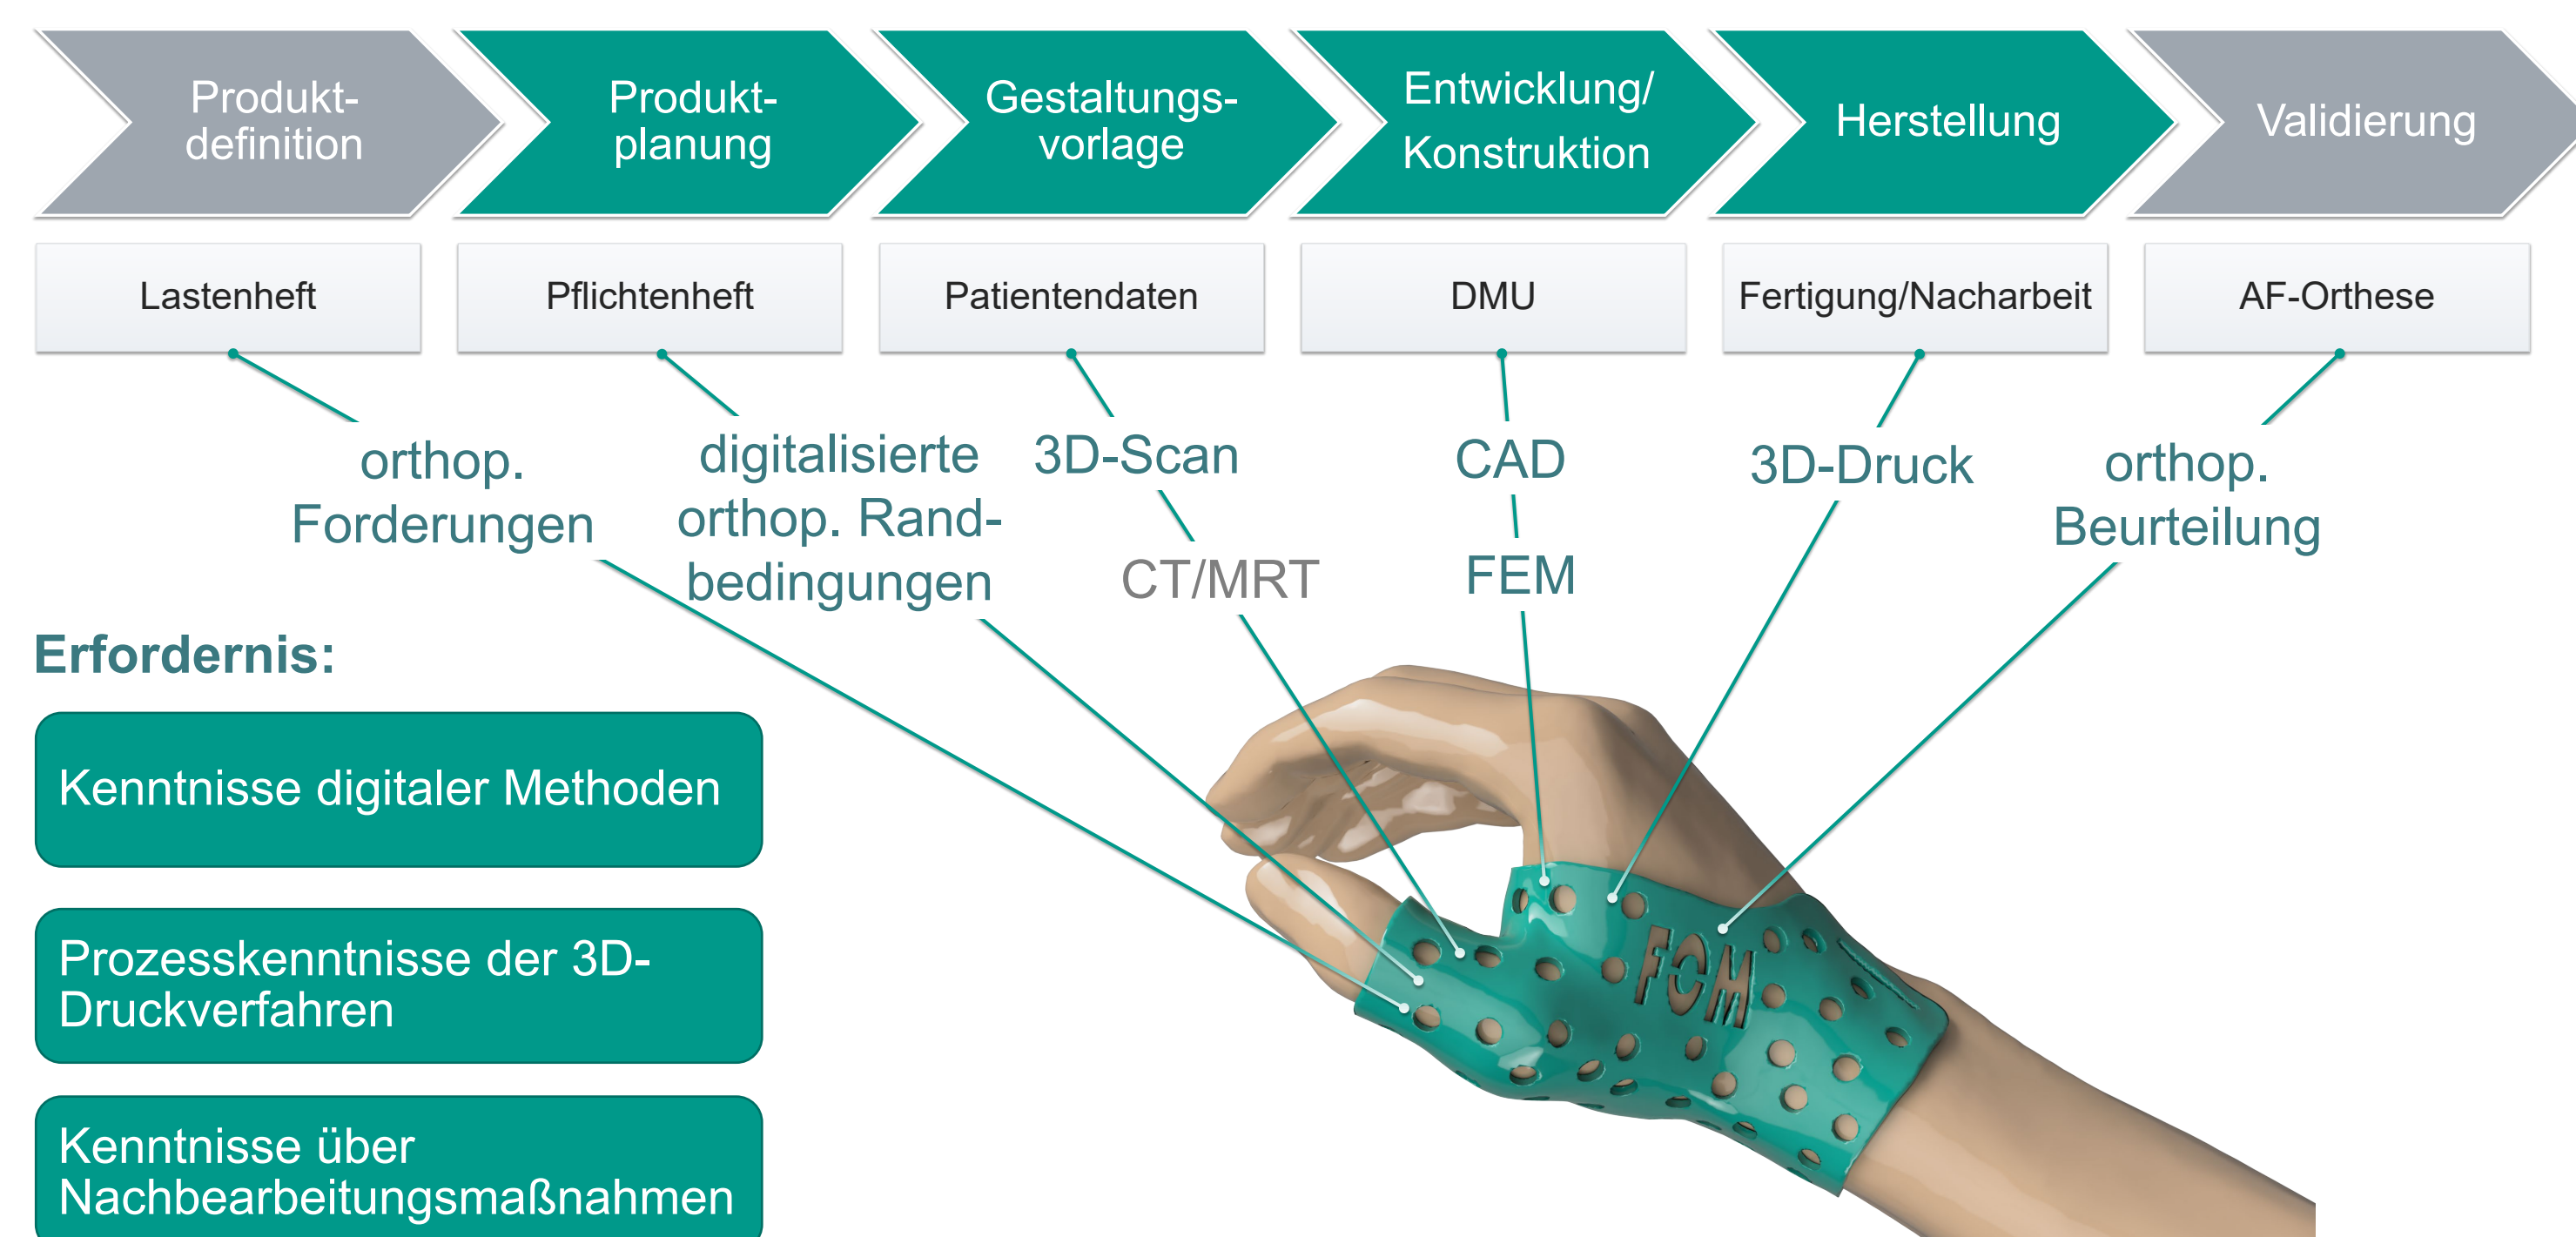 Produkt-
definition
Produkt-
planung
Gestaltungs-
vorlage
Entwicklung/
Konstruktion
Herstellung
Validierung
Lastenheft
Pflichtenheft
Patientendaten
DMU
Fertigung/Nacharbeit
AF-Orthese
orthop.
Forderungen
digitalisierte
orthop. Rand-
bedingungen
3D-Scan
CT/MRT
CAD
FEM
3D-Druck
orthop.
Beurteilung
Erfordernis:
Kenntnisse digitaler Methoden
Prozesskenntnisse der 3D-
Druckverfahren
Kenntnisse über
Nachbearbeitungsmaßnahmen
FOM